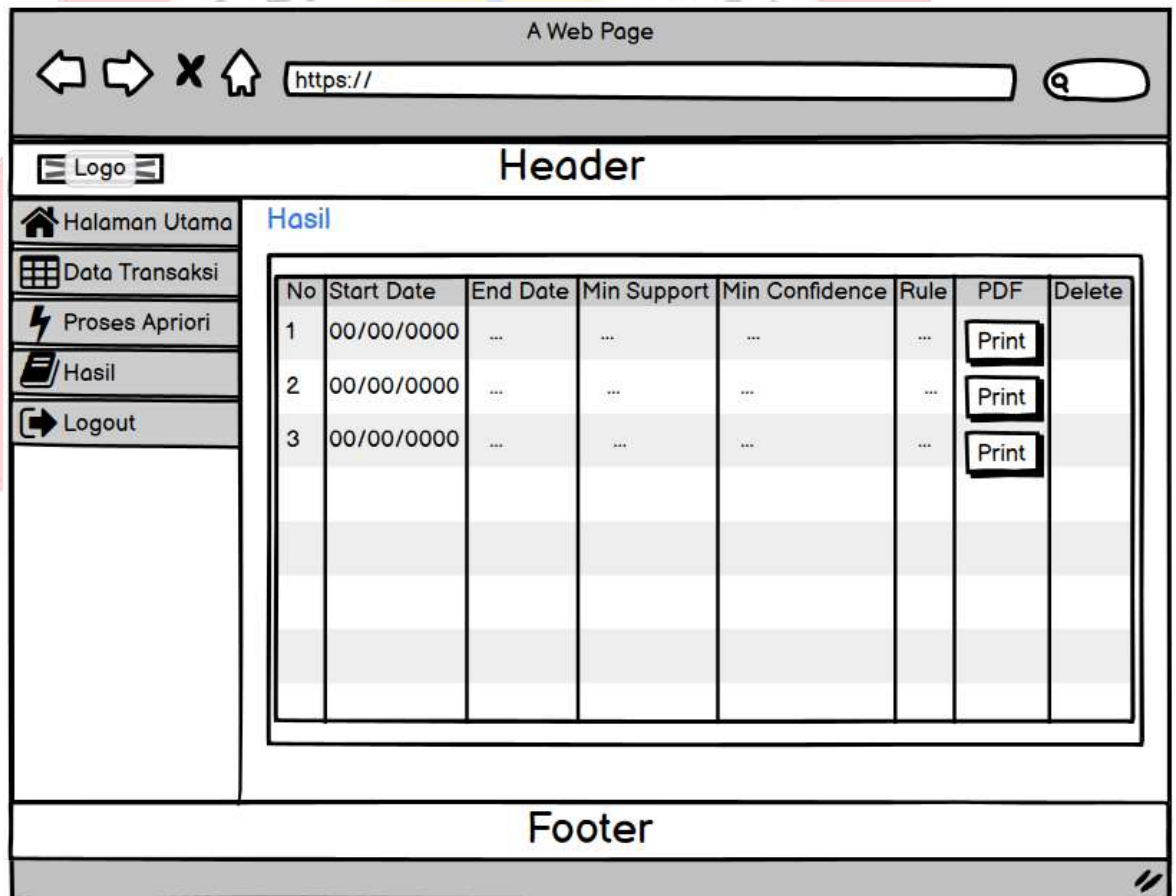 A Web Page
https://
Logo
Header
Halaman Utama
Data Transaksi
Proses Apriori
Hasil
Logout
Hasil
No Start Date End Date Min Support Min Confidence Rule PDF Delete
1 00/00/0000 ... ... ... ... Print
2 00/00/0000 ... ... ... ... Print
3 00/00/0000 ... ... ... ... Print
Footer